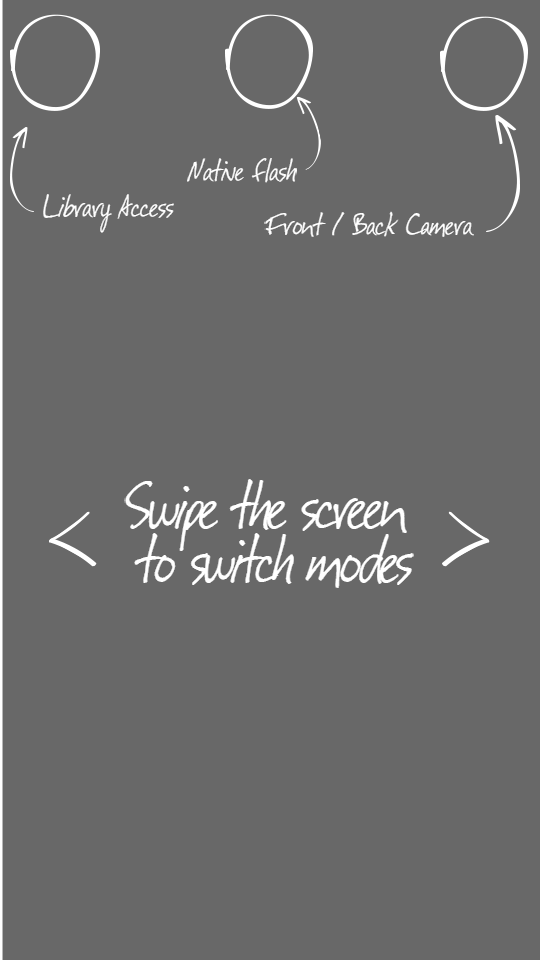 Native flash
Library Access
Front / Back Camera
Swipe the screen
to switch modes